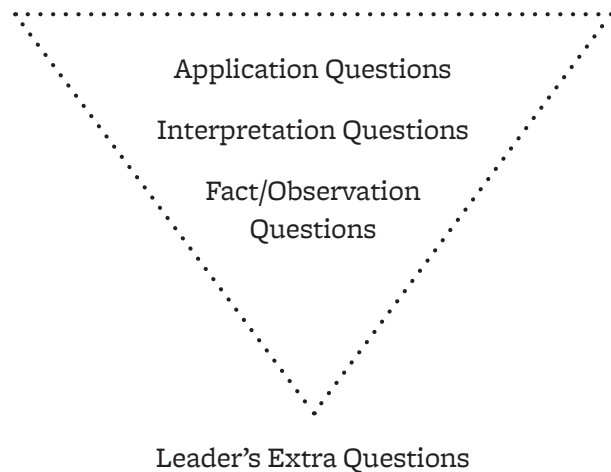 Application Questions
Interpretation Questions
Fact/Observation
Questions
Leader’s Extra Questions